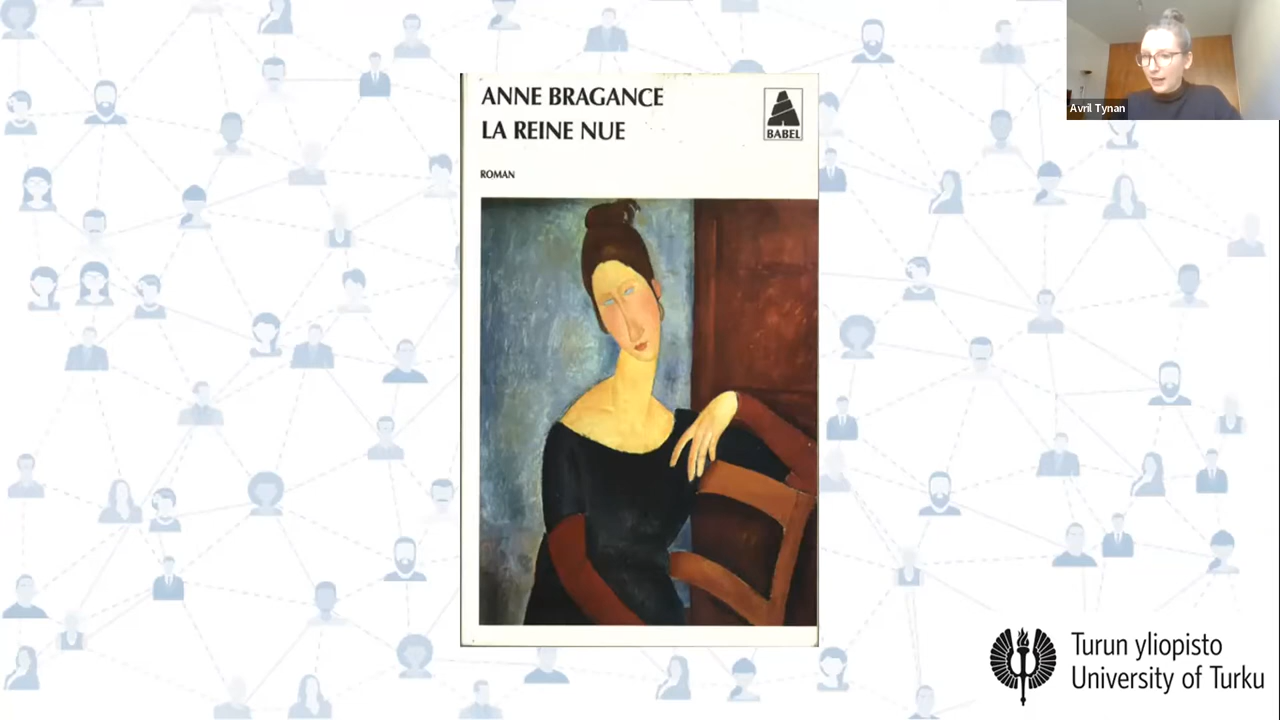 ANNE BRAGANCE
LA REINE NUE
BABEL
ROMAN
Avril Tynan
Turun yliopisto
University of Turku